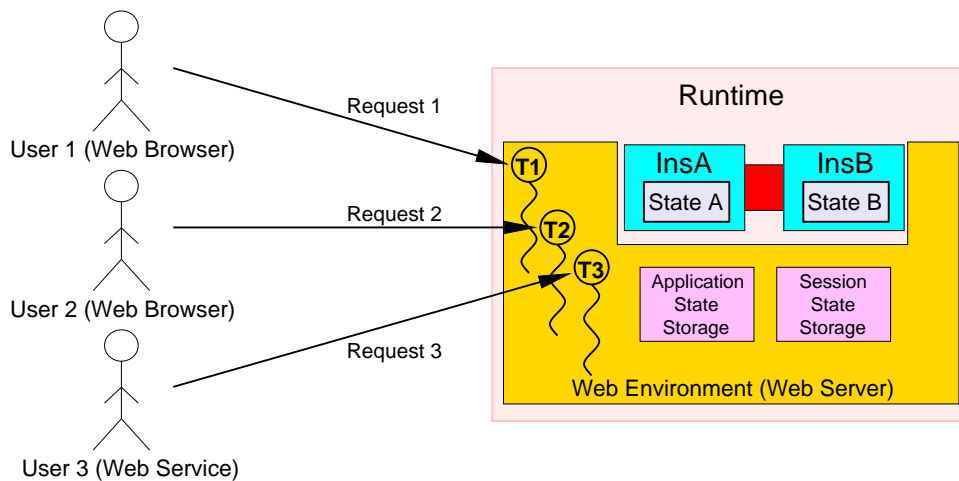 Runtime
Request 1
User 1 (Web Browser)
T1
InsA
InsB
State A
State B
Request 2
T2
T3
User 2 (Web Browser)
Application
State
Storage
Session
State
Storage
Request 3
Web Environment (Web Server)
User 3 (Web Service)